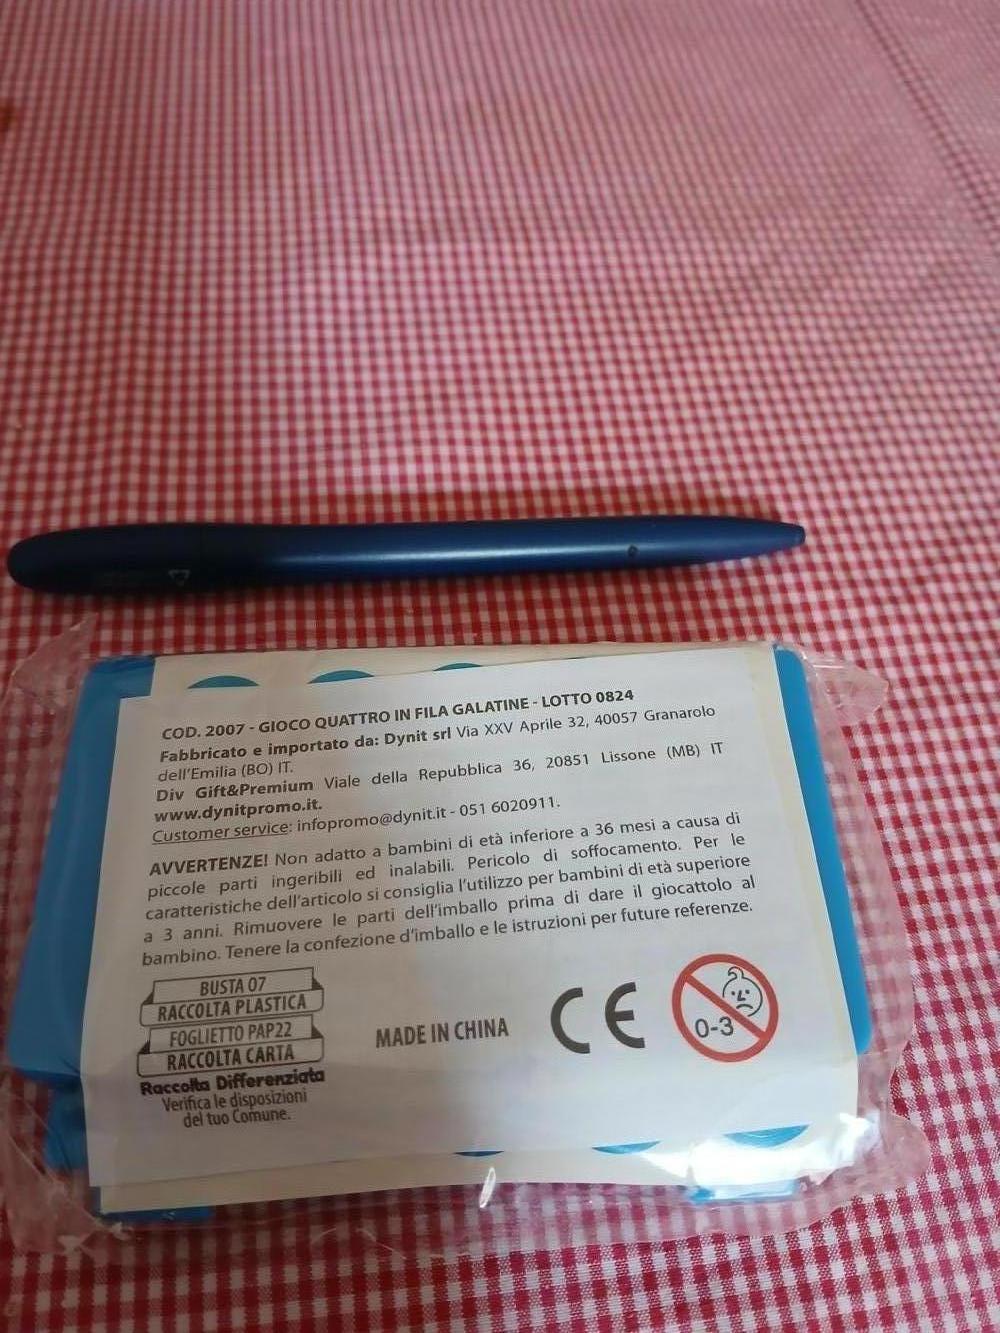 COD. 2007 - GIOCO QUATTRO IN FILA GALATINE - LOTTO 0824
Fabbricato e importato da: Dynit srl Via XXV Aprile 32, 40057 Granarolo
dell'Emilia (BO) IT.
Div Gift&Premium Viale della Repubblica 36, 20851 Lissone (MB) IT
www.dynitpromo.it.
Customer service: infopromo@dynit.it - 051 6020911.
AVVERTENZE! Non adatto a bambini di età inferiore a 36 mesi a causa di
piccole parti ingeribili ed inalabili. Pericolo di soffocamento. Per le
caratteristiche dell'articolo si consiglia l'utilizzo per bambini di età superiore
a 3 anni. Rimuovere le parti dell'imballo prima di dare il giocattolo al
bambino. Tenere la confezione d'imballo e le istruzioni per future referenze.
BUSTA 07
RACCOLTA PLASTICA
FOGLIETTO PAP22
RACCOLTA CARTA
Raccolta Differenziata
Verifica le disposizioni
del tuo Comune.
MADE IN CHINA
CE
0-3